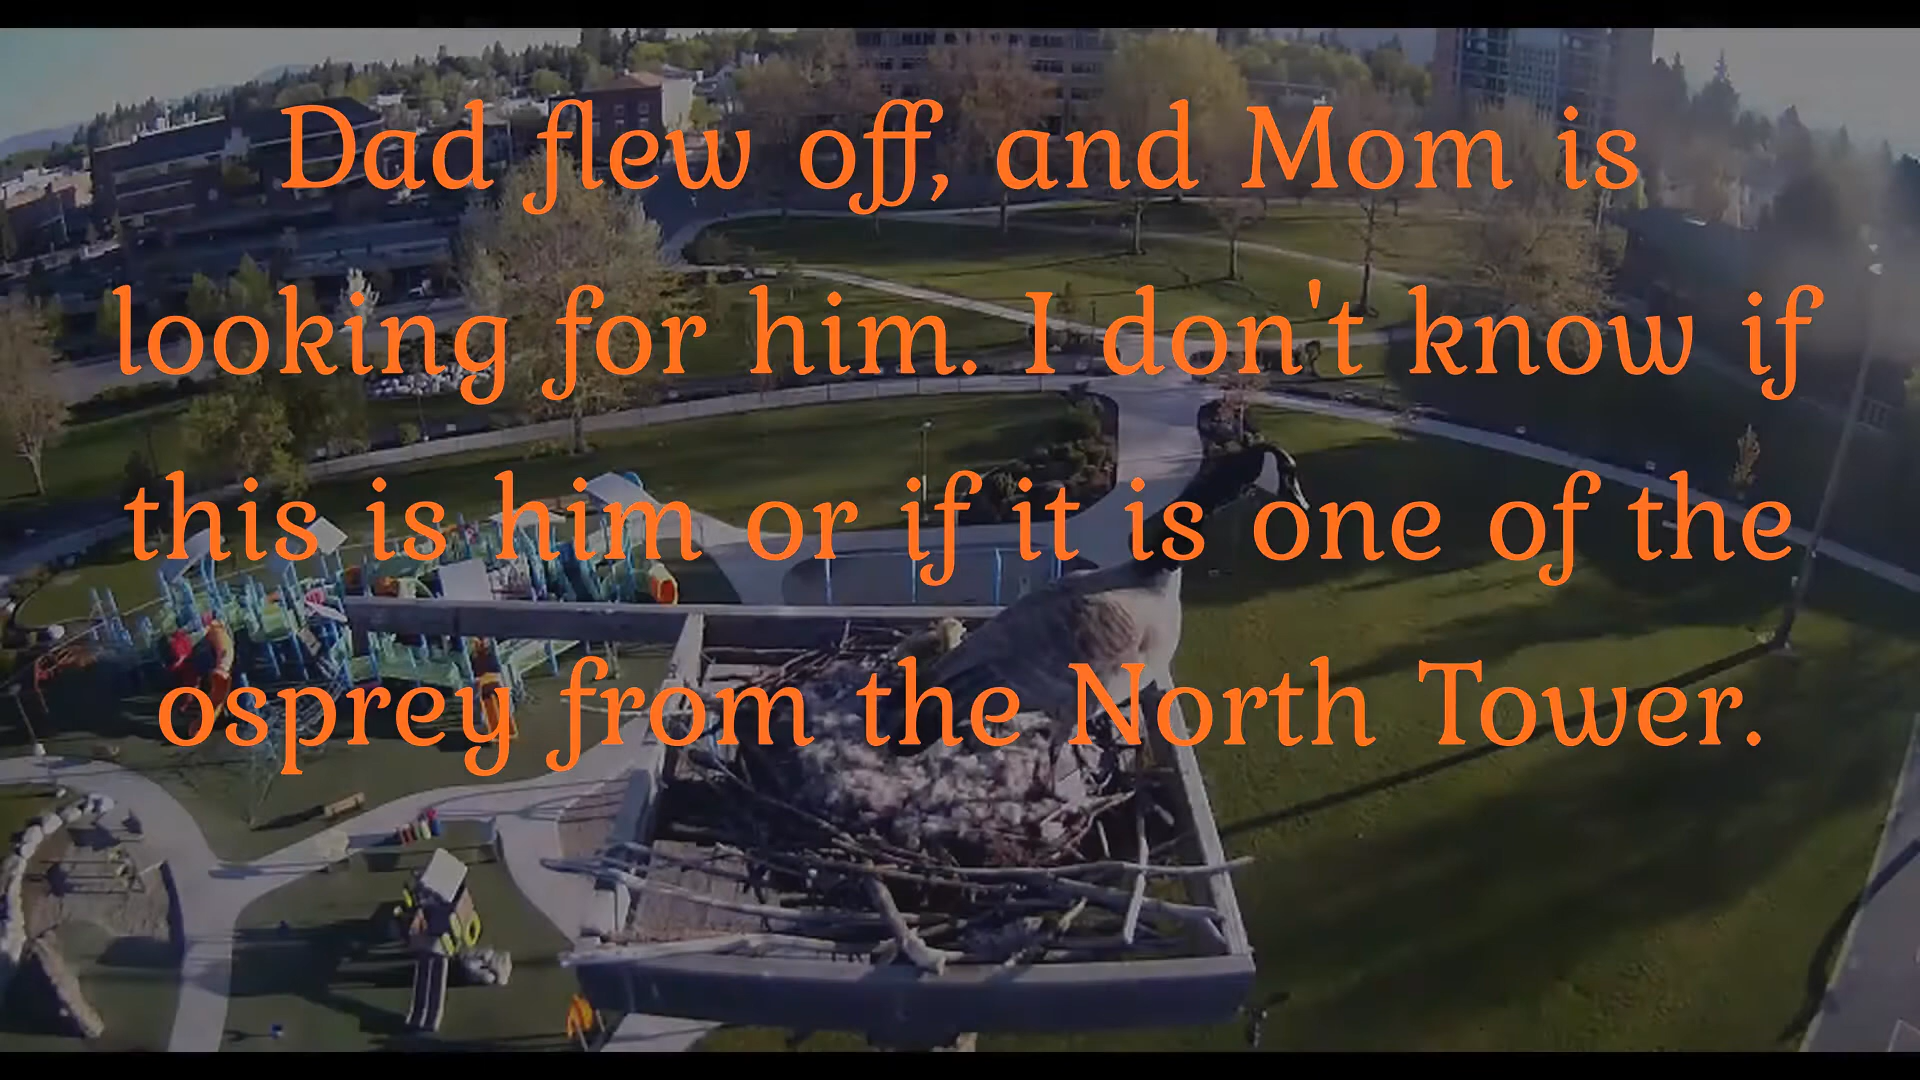 Dad flew off, and Mom is
looking for him. I don't know if
this is him or if it is one of the
osprey from the North Tower.